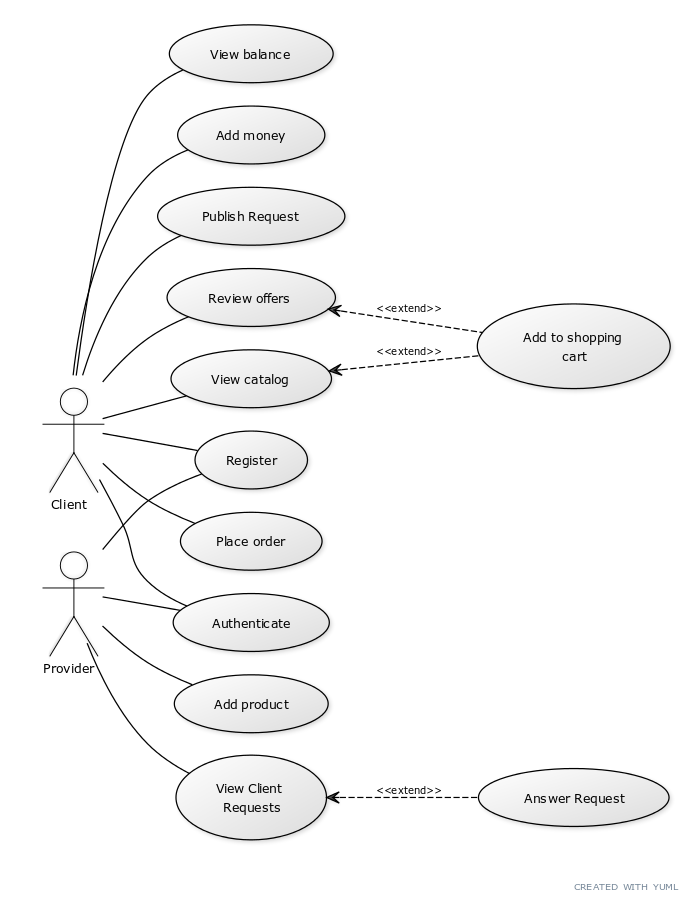 View balance
Add money
Publish Request
Review offers
<<extend>>
Add to shopping
cart
<<extend>>
View catalog
Register
Client
Place order
Authenticate
Provider
Add product
View Client
Requests
<<extend>>
Answer Request
CREATED WITH YUML